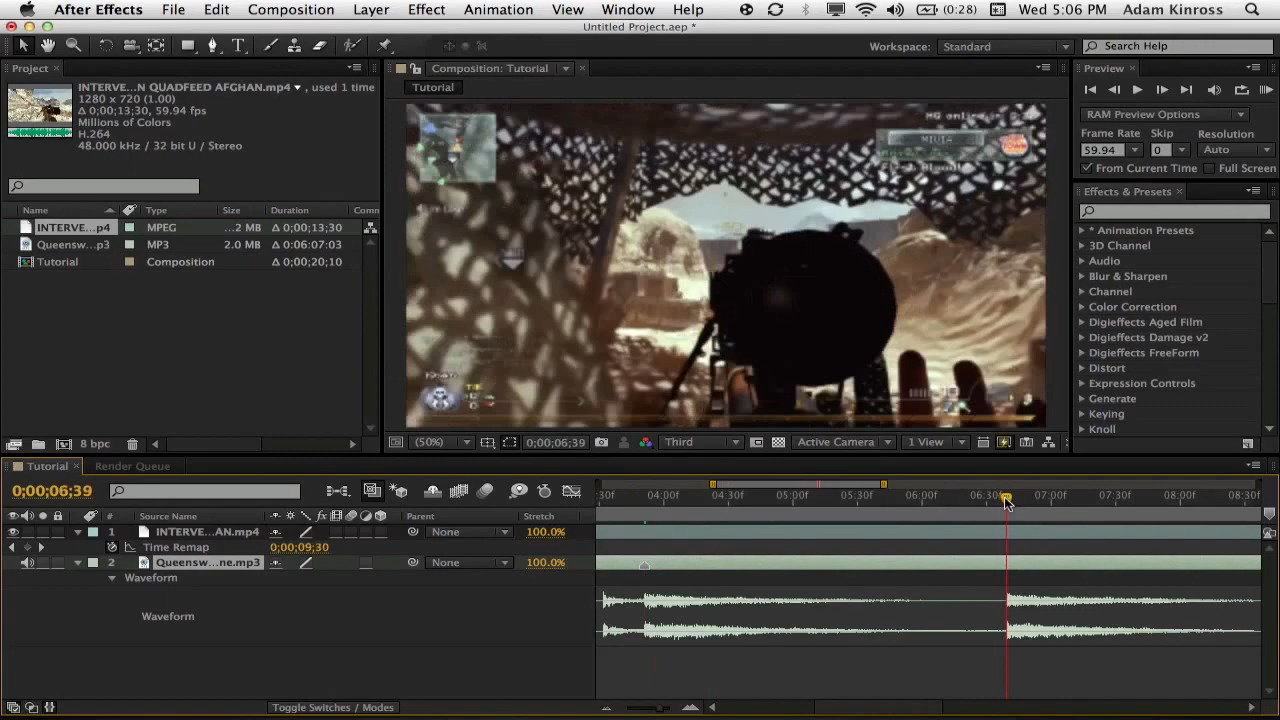 After Effects File Edit Composition Layer Effect Animation View Window Help (0:28) Wed 5:06 PM Adam Kinross
Untitled Project.aep *
Workspace: Standard Search Help
Project
INTERVE...N QUADFEED AFGHAN.mp4 , used 1 time
1280 x 720 (1.00)
Δ 0;00;13;30, 59.94 fps
Millions of Colors
H.264
48.000 kHz / 32 bit U / Stereo
Name Type Size Duration Comn
INTERVE...p4 MPEG ...2 MB Δ 0;00;13;30
Queensw...p3 MP3 2.0 MB Δ 0:06:07:03
Tutorial Composition Δ 0;00;20;10
8 bpc
Composition: Tutorial
Tutorial
(50%) 0;00;06;39 Third Active Camera 1 View
Preview
RAM Preview Options
Frame Rate Skip Resolution
59.94 0 Auto
From Current Time Full Screen
Effects & Presets
* Animation Presets
3D Channel
Audio
Blur & Sharpen
Channel
Color Correction
Digieffects Aged Film
Digieffects Damage v2
Digieffects FreeForm
Distort
Expression Controls
Generate
Keying
Knoll
Tutorial Render Queue
0;00;06;39
:30f 04:00f 04:30f 05:00f 05:30f 06:00f 06:30f 07:00f 07:30f 08:00f 08:30f
# Source Name Parent Stretch
1 INTERVE...AN.mp4 None 100.0%
Time Remap 0;00;09;30
2 Queensw...ne.mp3 None 100.0%
Waveform
Waveform
Toggle Switches / Modes